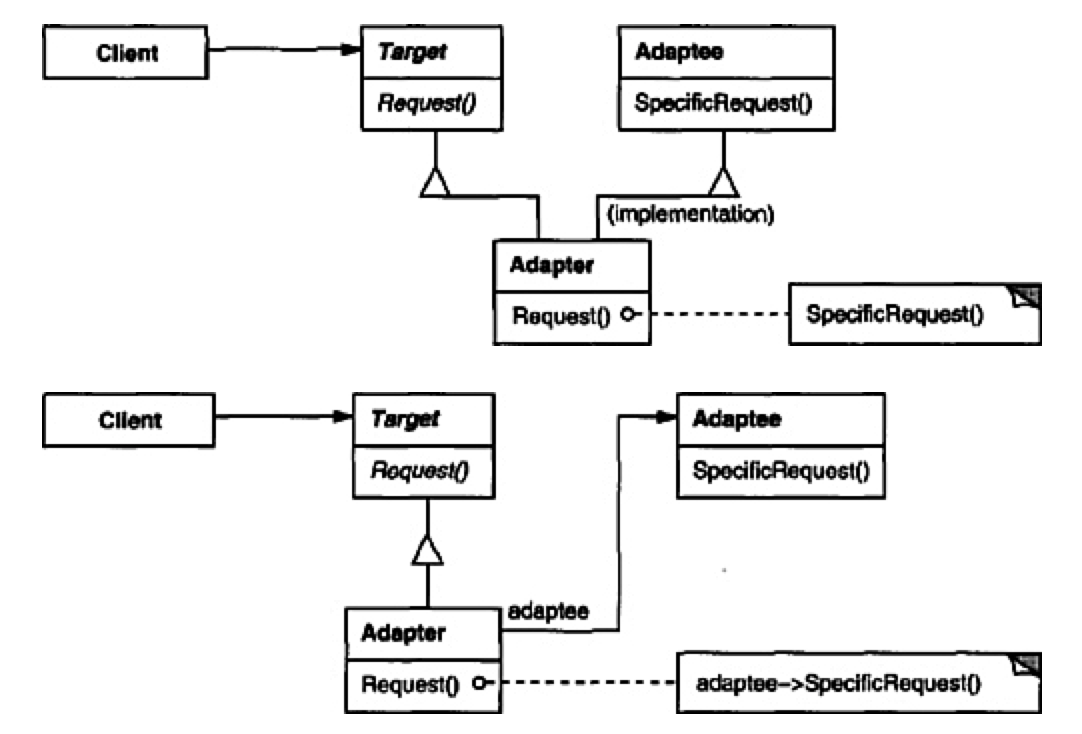 Client
Target
Adaptee
Request()
SpecificRequest()
(implementation)
Adapter
Request()
SpecificRequest()
Client
Target
Adaptee
Request()
SpecificRequest()
adaptee
Adapter
Request()
adaptee->SpecificRequest()